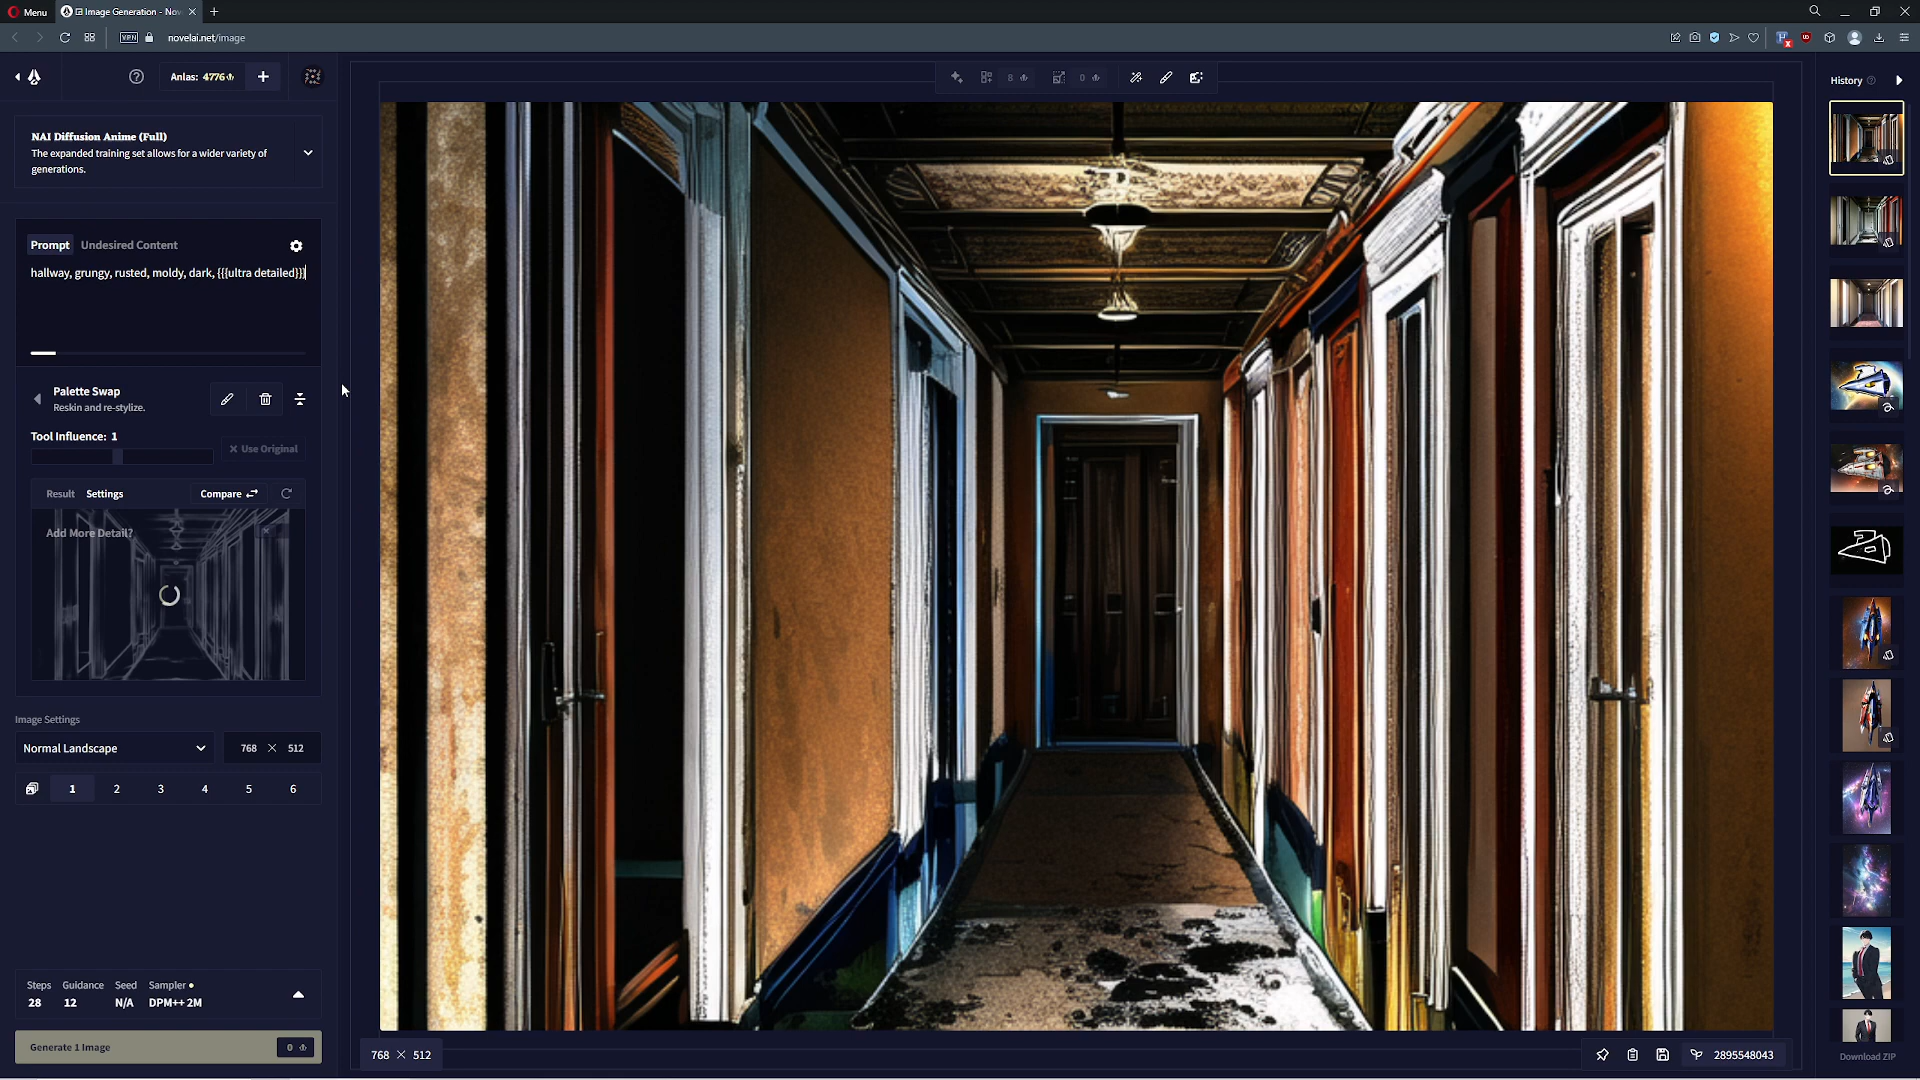 Menu
Image Generation - Nov
VPN
novelai.net/image
Anlas: 4776
8
0
History
NAI Diffusion Anime (Full)
The expanded training set allows for a wider variety of
generations.
Prompt Undesired Content
hallway, grungy, rusted, moldy, dark, {{{ultra detailed}}}
Palette Swap
Reskin and re-stylize.
Tool Influence: 1
Use Original
Result Settings Compare
Add More Detail?
Image Settings
Normal Landscape 768 X 512
1 2 3 4 5 6
Steps Guidance Seed Sampler
28 12 N/A DPM++ 2M
Generate 1 Image 0
768 X 512
2895548043
Download ZIP